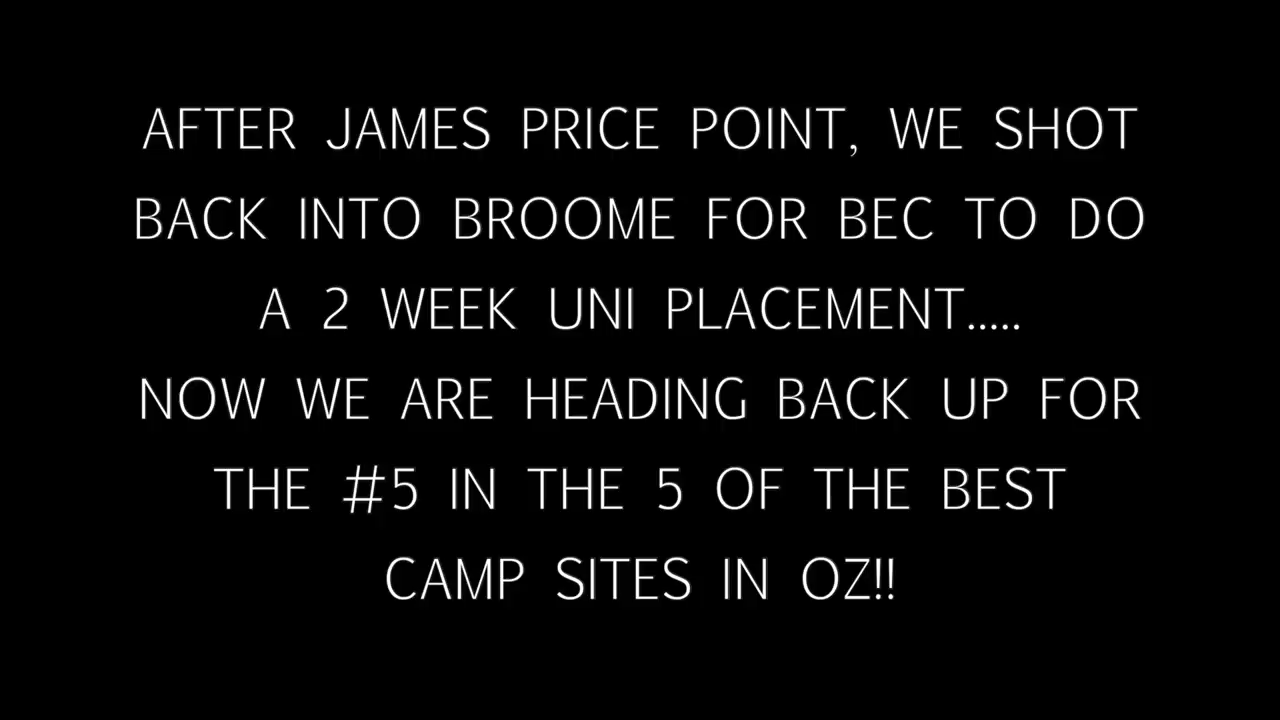 AFTER JAMES PRICE POINT, WE SHOT
BACK INTO BROOME FOR BEC TO DO
A 2 WEEK UNI PLACEMENT.....
NOW WE ARE HEADING BACK UP FOR
THE #5 IN THE 5 OF THE BEST
CAMP SITES IN OZ!!